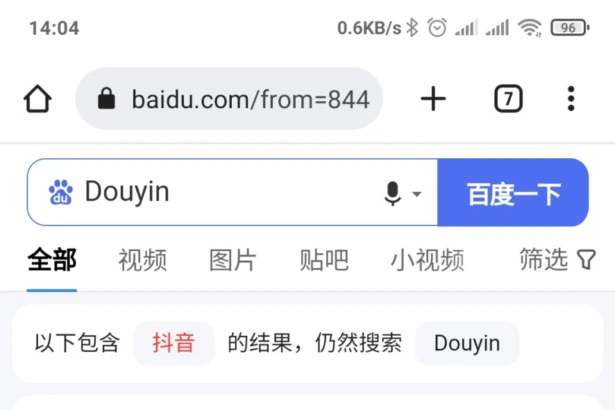 14:04 0.6KB/s 96
baidu.com/from=844 7
du Douyin 百度一下
全部 视频 图片 贴吧 小视频 筛选
以下包含 抖音 的结果，仍然搜索 Douyin